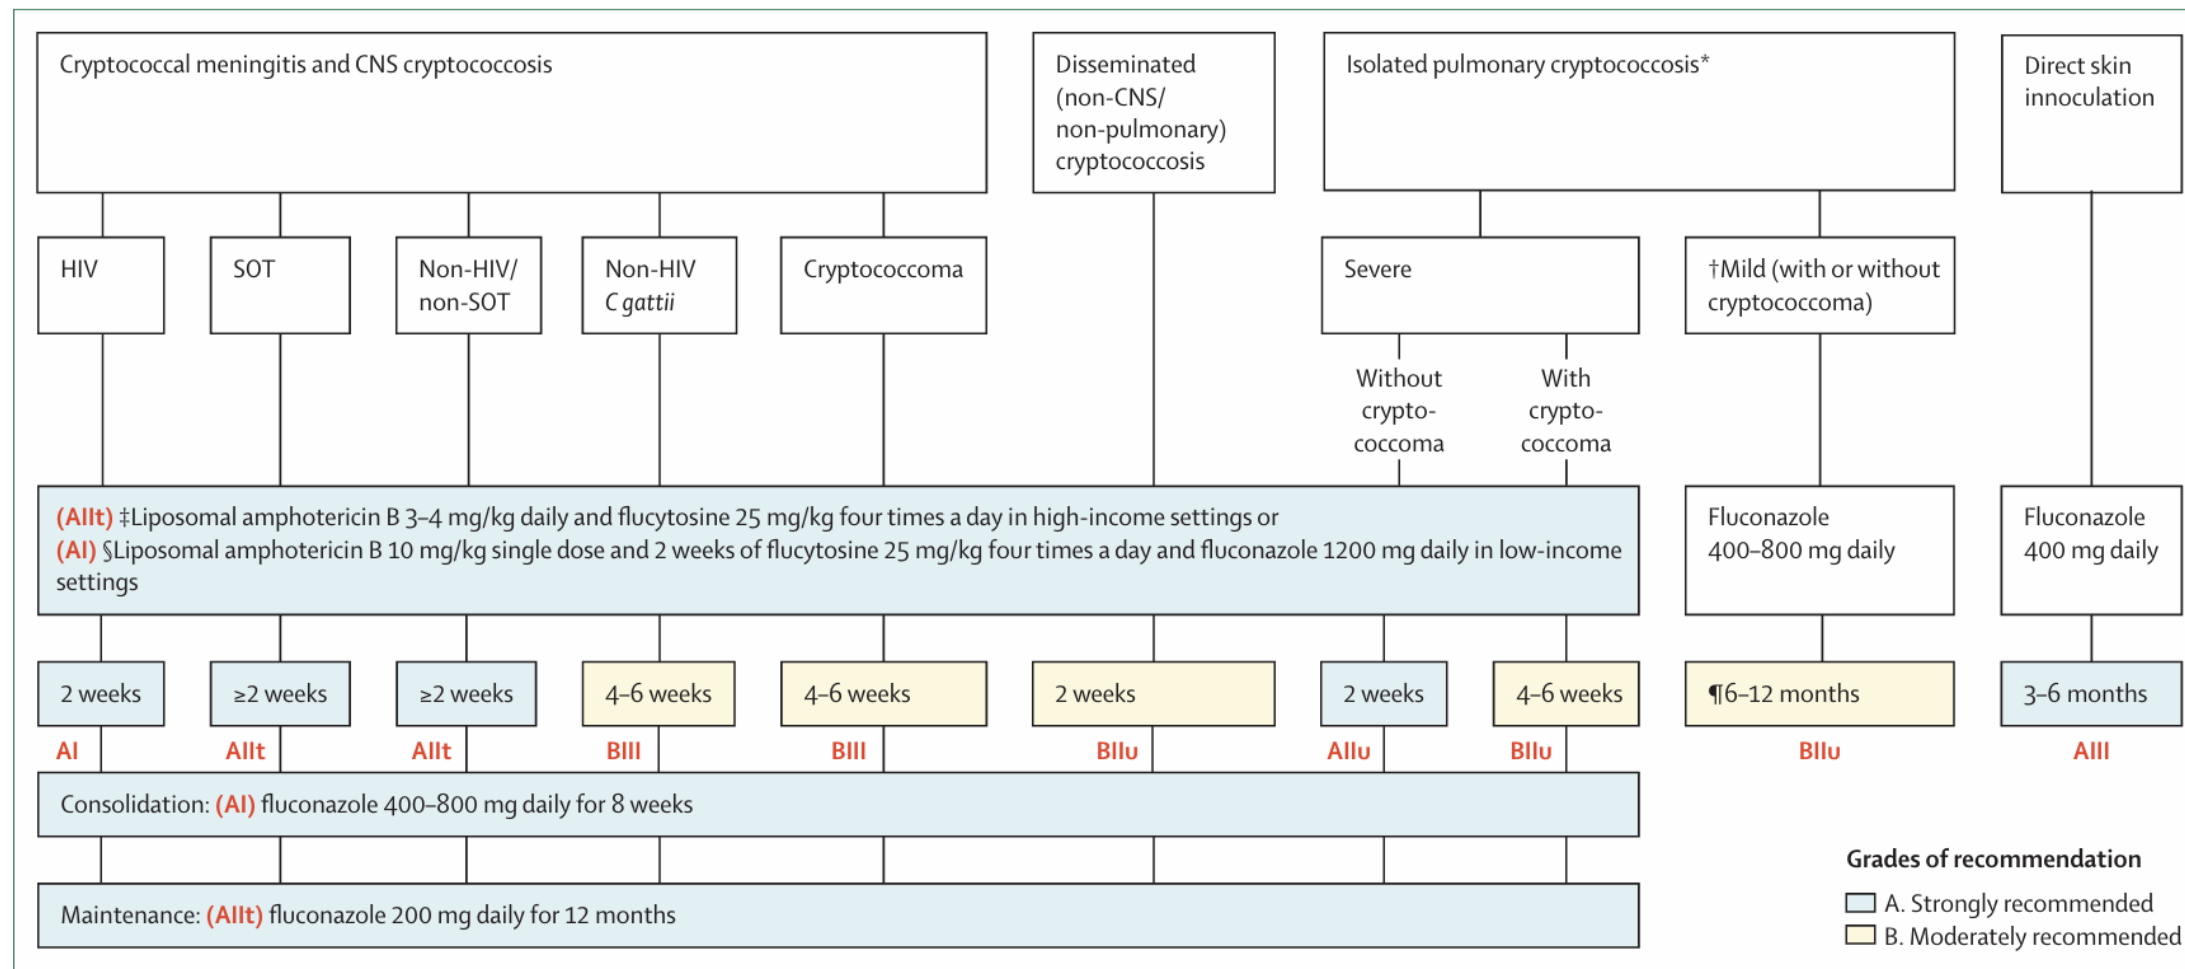 Cryptococcal meningitis and CNS cryptococcosis
Disseminated
(non-CNS/
non-pulmonary)
cryptococcosis
Isolated pulmonary cryptococcosis*
Direct skin
innoculation
HIV
SOT
Non-HIV/
non-SOT
Non-HIV
C gattii
Cryptococcoma
Severe
†Mild (with or without
cryptococcoma)
Without
crypto-
coccoma
With
crypto-
coccoma
(AIIt) ‡Liposomal amphotericin B 3–4 mg/kg daily and flucytosine 25 mg/kg four times a day in high-income settings or
(AI) §Liposomal amphotericin B 10 mg/kg single dose and 2 weeks of flucytosine 25 mg/kg four times a day and fluconazole 1200 mg daily in low-income
settings
Fluconazole
400–800 mg daily
Fluconazole
400 mg daily
2 weeks
≥2 weeks
≥2 weeks
4–6 weeks
4–6 weeks
2 weeks
2 weeks
4–6 weeks
¶6–12 months
3–6 months
AI
AIIt
AIIt
BIII
BIII
BIIu
AIIu
BIIu
BIIu
AIII
Consolidation: (AI) fluconazole 400–800 mg daily for 8 weeks
Maintenance: (AIIt) fluconazole 200 mg daily for 12 months
Grades of recommendation
A. Strongly recommended
B. Moderately recommended